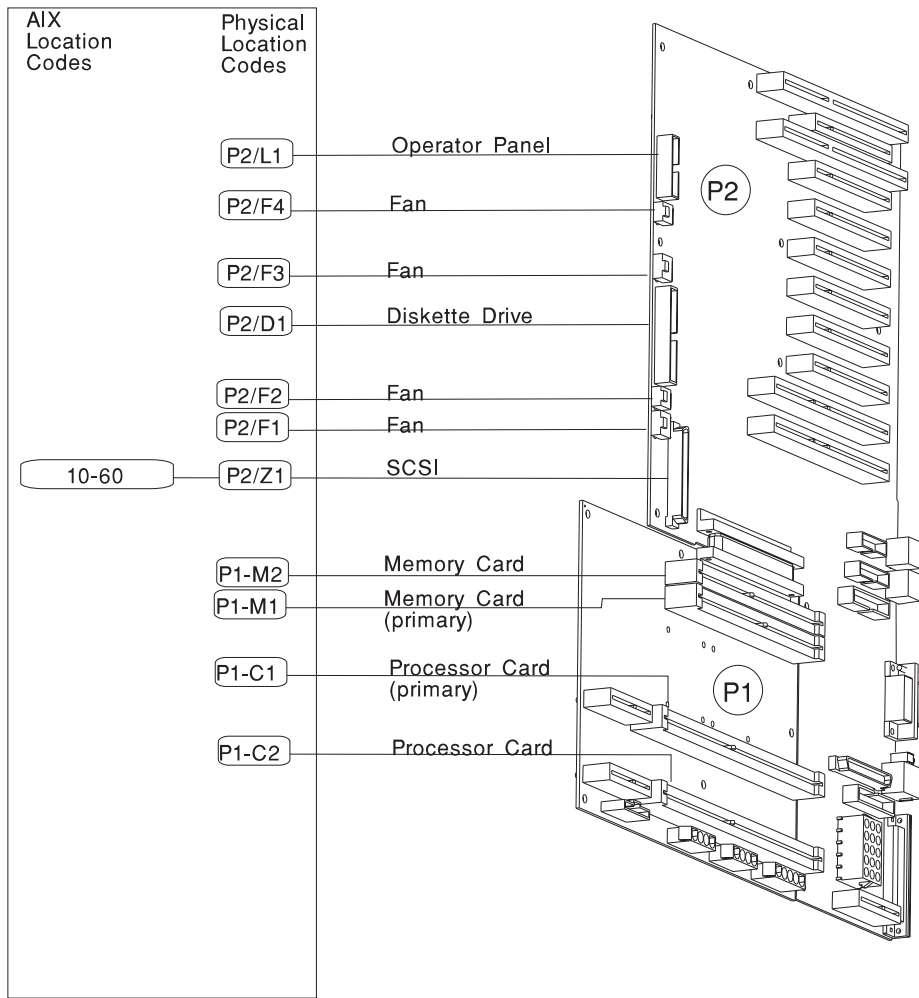 AIX
Location
Codes
Physical
Location
Codes
P2/L1
Operator Panel
P2/F4
Fan
P2
P2/F3
Fan
P2/D1
Diskette Drive
P2/F2
Fan
P2/F1
Fan
10-60
P2/Z1
SCSI
P1-M2
Memory Card
P1-M1
Memory Card
(primary)
P1-C1
Processor Card
(primary)
P1
P1-C2
Processor Card